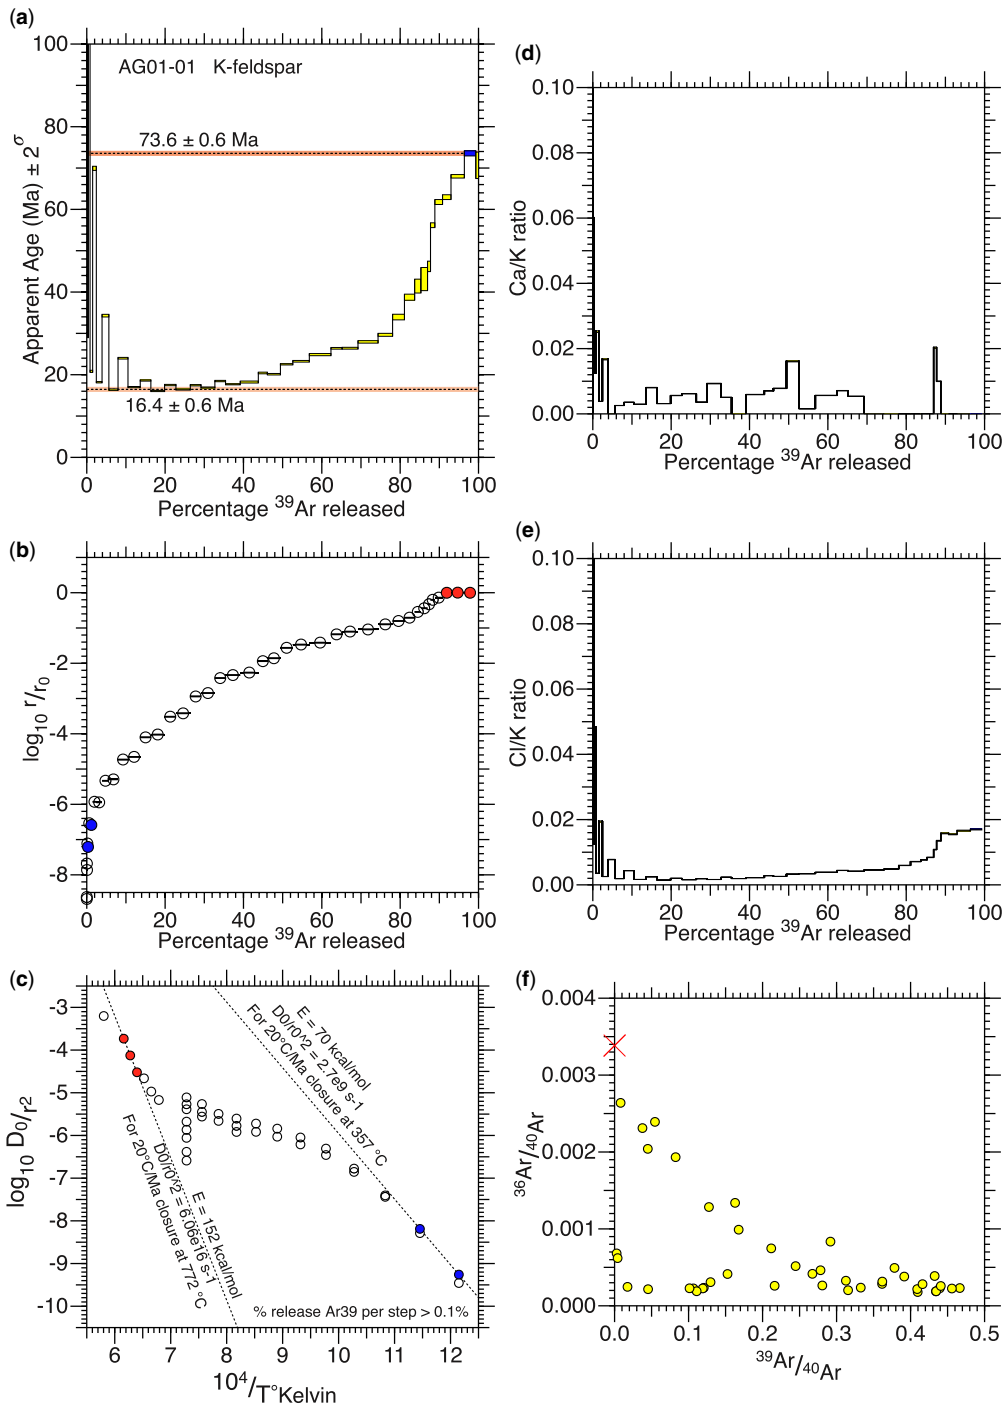 (a)
100
80
60
40
20
0
Apparent Age (Ma) ± 2σ
AG01-01 K-feldspar
73.6 ± 0.6 Ma
16.4 ± 0.6 Ma
0 20 40 60 80 100
Percentage 39Ar released
(d)
0.10
0.08
0.06
0.04
0.02
0.00
Ca/K ratio
0 20 40 60 80 100
Percentage 39Ar released
(b)
0
-2
-4
-6
-8
log10 r/r0
0 20 40 60 80 100
Percentage 39Ar released
(e)
0.10
0.08
0.06
0.04
0.02
0.00
Cl/K ratio
0 20 40 60 80 100
Percentage 39Ar released
(c)
-3
-4
-5
-6
-7
-8
-9
-10
log10 D0/r2
E = 70 kcal/mol
D0/r0^2 = 2.7e9 s-1
For 20°C/Ma closure at 357 °C
E = 152 kcal/mol
D0/r0^2 = 6.06e16 s-1
For 20°C/Ma closure at 772 °C
% release Ar39 per step > 0.1%
6 7 8 9 10 11 12
10^4/T°Kelvin
(f)
0.004
0.003
0.002
0.001
0.000
36Ar/40Ar
0.0 0.1 0.2 0.3 0.4 0.5
39Ar/40Ar